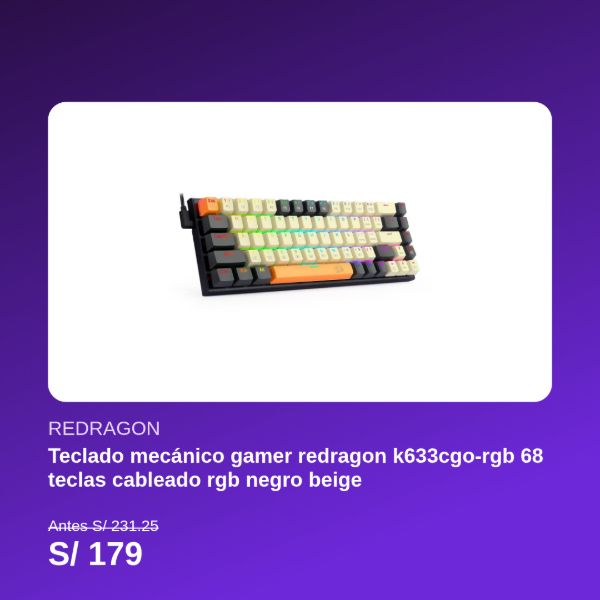 REDRAGON
Teclado mecánico gamer redragon k633cgo-rgb 68
teclas cableado rgb negro beige
Antes S/ 231.25
S/ 179